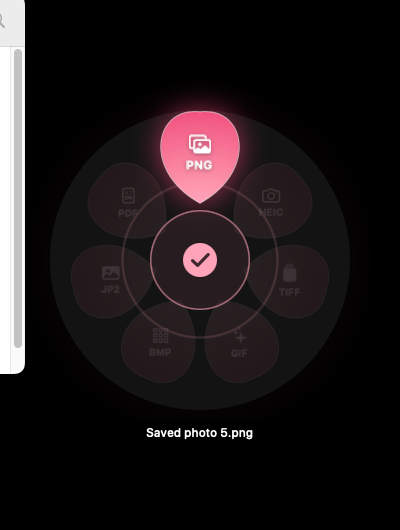 PNG
PDF
HEIC
JP2
TIFF
BMP
GIF
Saved photo 5.png